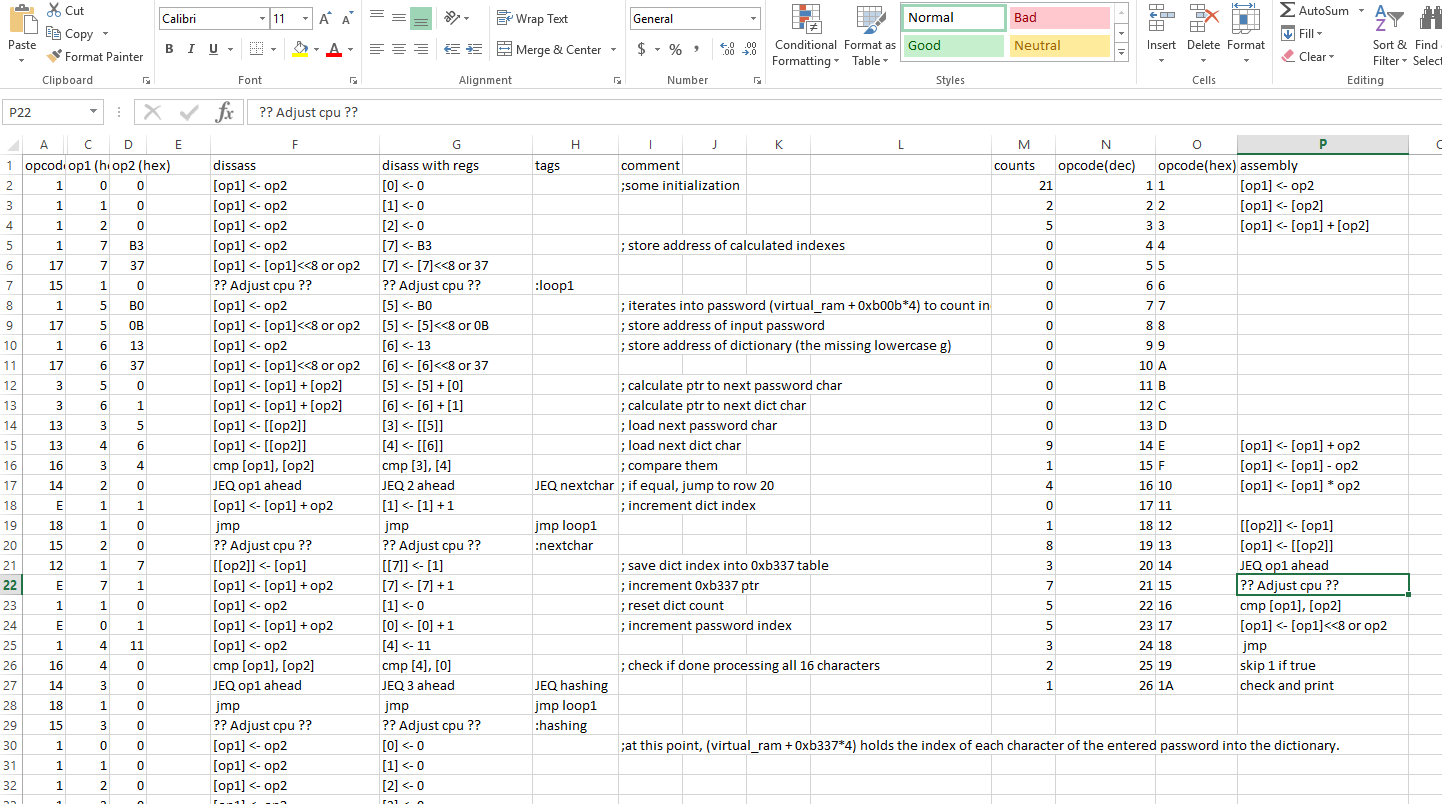 Cut
Copy
Format Painter
Paste
Clipboard
Calibri 11
B I U
Font
Wrap Text
Merge & Center
Alignment
General
$ % ,
Number
Conditional Formatting
Format as Table
Normal Bad
Good Neutral
Styles
Insert Delete Format
Cells
AutoSum
Fill
Clear
Sort & Filter
Find Selec
Editing
P22 fx ?? Adjust cpu ??
A C D E F G H I J K L M N O P
1 opcod op1 (h op2 (hex) dissass disass with regs tags comment counts opcode(dec) opcode(hex) assembly
2 1 0 0 [op1] <- op2 [0] <- 0 ;some initialization 21 1 1 [op1] <- op2
3 1 1 0 [op1] <- op2 [1] <- 0 2 2 2 [op1] <- [op2]
4 1 2 0 [op1] <- op2 [2] <- 0 5 3 3 [op1] <- [op1] + [op2]
5 1 7 B3 [op1] <- op2 [7] <- B3 ; store address of calculated indexes 0 4 4
6 17 7 37 [op1] <- [op1]<<8 or op2 [7] <- [7]<<8 or 37 0 5 5
7 15 1 0 ?? Adjust cpu ?? ?? Adjust cpu ?? :loop1 0 6 6
8 1 5 B0 [op1] <- op2 [5] <- B0 ; iterates into password (virtual_ram + 0xb00b*4) to count in 0 7 7
9 17 5 0B [op1] <- [op1]<<8 or op2 [5] <- [5]<<8 or 0B ; store address of input password 0 8 8
10 1 6 13 [op1] <- op2 [6] <- 13 ; store address of dictionary (the missing lowercase g) 0 9 9
11 17 6 37 [op1] <- [op1]<<8 or op2 [6] <- [6]<<8 or 37 0 10 A
12 3 5 0 [op1] <- [op1] + [op2] [5] <- [5] + [0] ; calculate ptr to next password char 0 11 B
13 3 6 1 [op1] <- [op1] + [op2] [6] <- [6] + [1] ; calculate ptr to next dict char 0 12 C
14 13 3 5 [op1] <- [[op2]] [3] <- [[5]] ; load next password char 0 13 D
15 13 4 6 [op1] <- [[op2]] [4] <- [[6]] ; load next dict char 9 14 E [op1] <- [op1] + op2
16 16 3 4 cmp [op1], [op2] cmp [3], [4] ; compare them 1 15 F [op1] <- [op1] - op2
17 14 2 0 JEQ op1 ahead JEQ 2 ahead JEQ nextchar ; if equal, jump to row 20 4 16 10 [op1] <- [op1] * op2
18 E 1 1 [op1] <- [op1] + op2 [1] <- [1] + 1 ; increment dict index 0 17 11
19 18 1 0 jmp jmp jmp loop1 1 18 12 [[op2]] <- [op1]
20 15 2 0 ?? Adjust cpu ?? ?? Adjust cpu ?? :nextchar 8 19 13 [op1] <- [[op2]]
21 12 1 7 [[op2]] <- [op1] [[7]] <- [1] ; save dict index into 0xb337 table 3 20 14 JEQ op1 ahead
22 E 7 1 [op1] <- [op1] + op2 [7] <- [7] + 1 ; increment 0xb337 ptr 7 21 15 ?? Adjust cpu ??
23 1 1 0 [op1] <- op2 [1] <- 0 ; reset dict count 5 22 16 cmp [op1], [op2]
24 E 0 1 [op1] <- [op1] + op2 [0] <- [0] + 1 ; increment password index 5 23 17 [op1] <- [op1]<<8 or op2
25 1 4 11 [op1] <- op2 [4] <- 11 3 24 18 jmp
26 16 4 0 cmp [op1], [op2] cmp [4], [0] ; check if done processing all 16 characters 2 25 19 skip 1 if true
27 14 3 0 JEQ op1 ahead JEQ 3 ahead JEQ hashing 1 26 1A check and print
28 18 1 0 jmp jmp jmp loop1
29 15 3 0 ?? Adjust cpu ?? ?? Adjust cpu ?? :hashing
30 1 0 0 [op1] <- op2 [0] <- 0 ;at this point, (virtual_ram + 0xb337*4) holds the index of each character of the entered password into the dictionary.
31 1 1 0 [op1] <- op2 [1] <- 0
32 1 2 0 [op1] <- op2 [2] <- 0